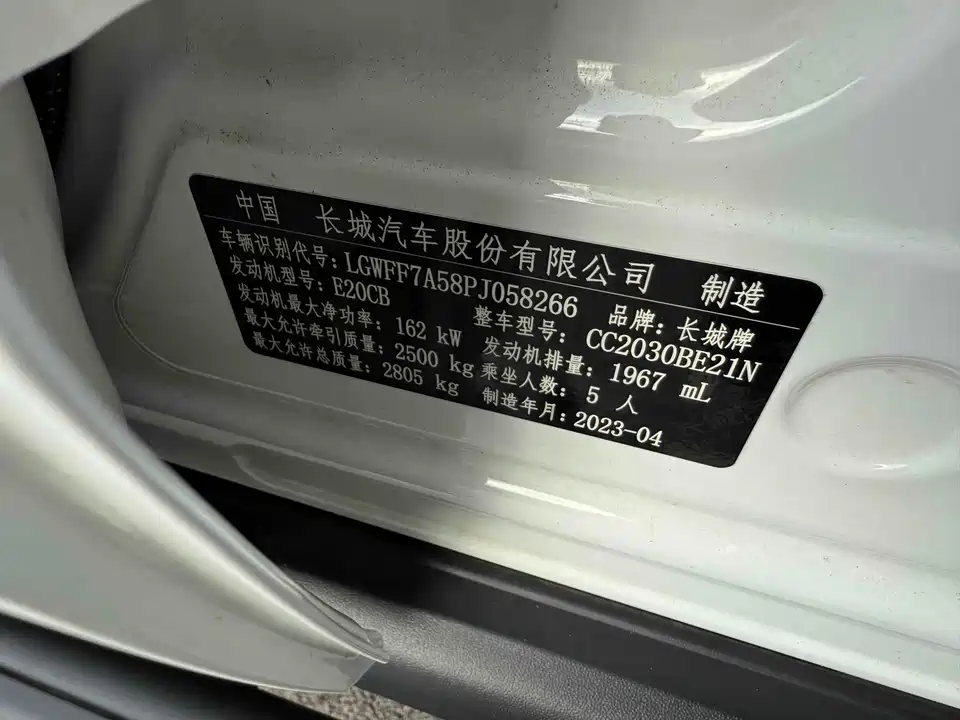 中国 长城汽车股份有限公司 制造
车辆识别代号：LGWFF7A58PJ058266 品牌：长城牌
发动机型号：E20CB 整车型号：CC2030BE21N
发动机最大净功率：162 kW 发动机排量：1967 mL
最大允许牵引质量：2500 kg 乘坐人数：5 人
最大允许总质量：2805 kg 制造年月：2023-04